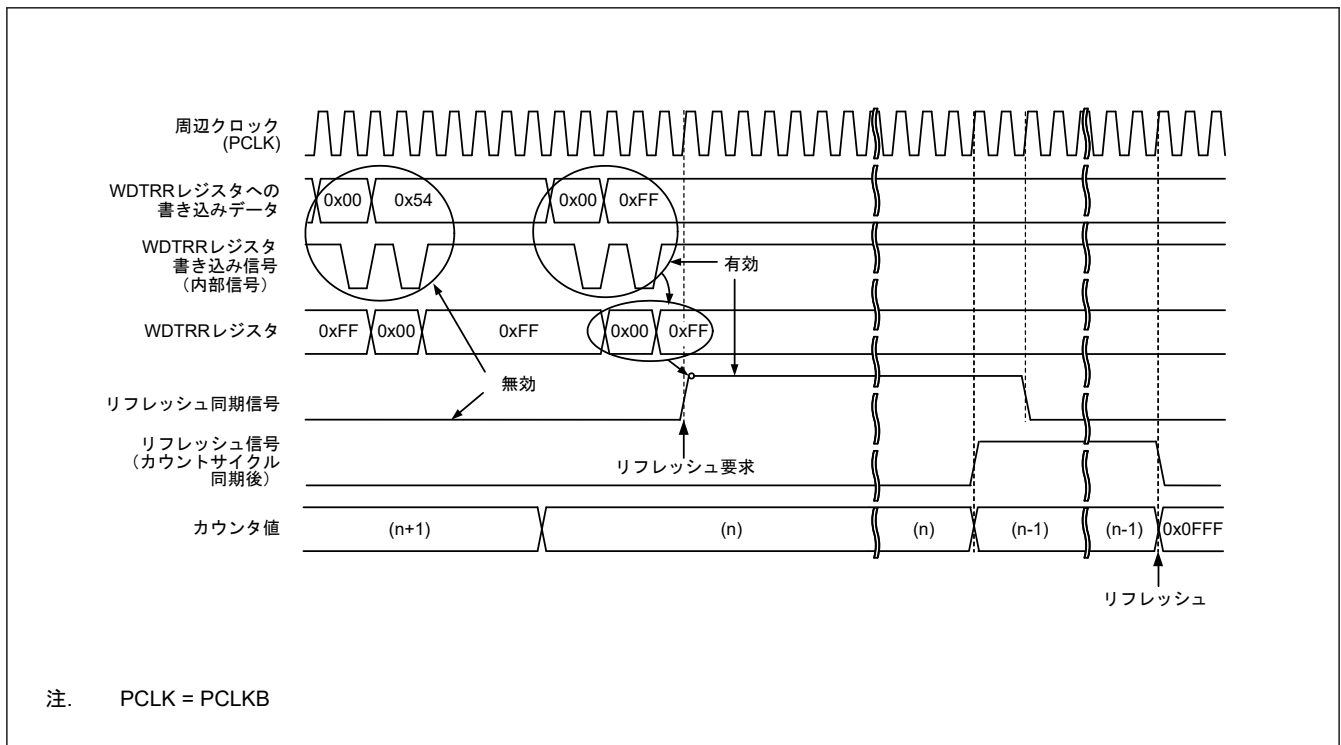 周辺クロック
(PCLK)
WDTRRレジスタへの
書き込みデータ
0x00 0x54 0x00 0xFF
WDTRRレジスタ
書き込み信号
（内部信号）
有効
WDTRRレジスタ
0xFF 0x00 0xFF 0x00 0xFF
無効
リフレッシュ同期信号
リフレッシュ要求
リフレッシュ信号
（カウントサイクル
同期後）
カウンタ値
(n+1) (n) (n) (n-1) (n-1) 0x0FFF
リフレッシュ
注. PCLK = PCLKB